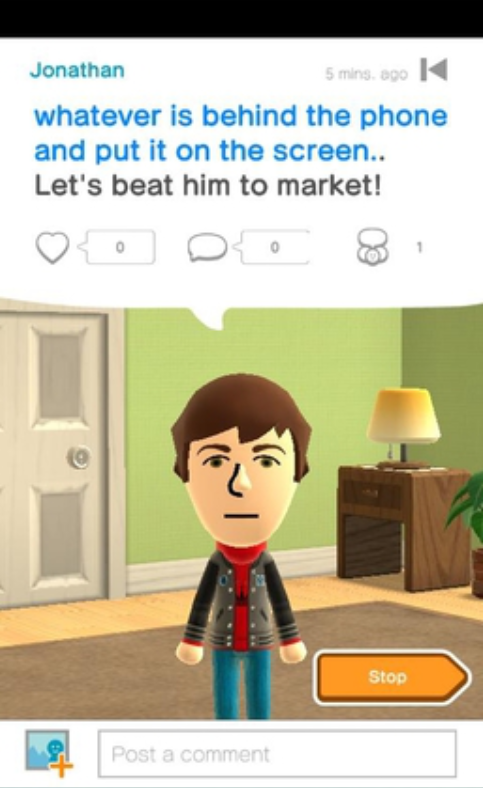 Jonathan
5 mins. ago
whatever is behind the phone
and put it on the screen..
Let's beat him to market!
0
0
1
Stop
Post a comment